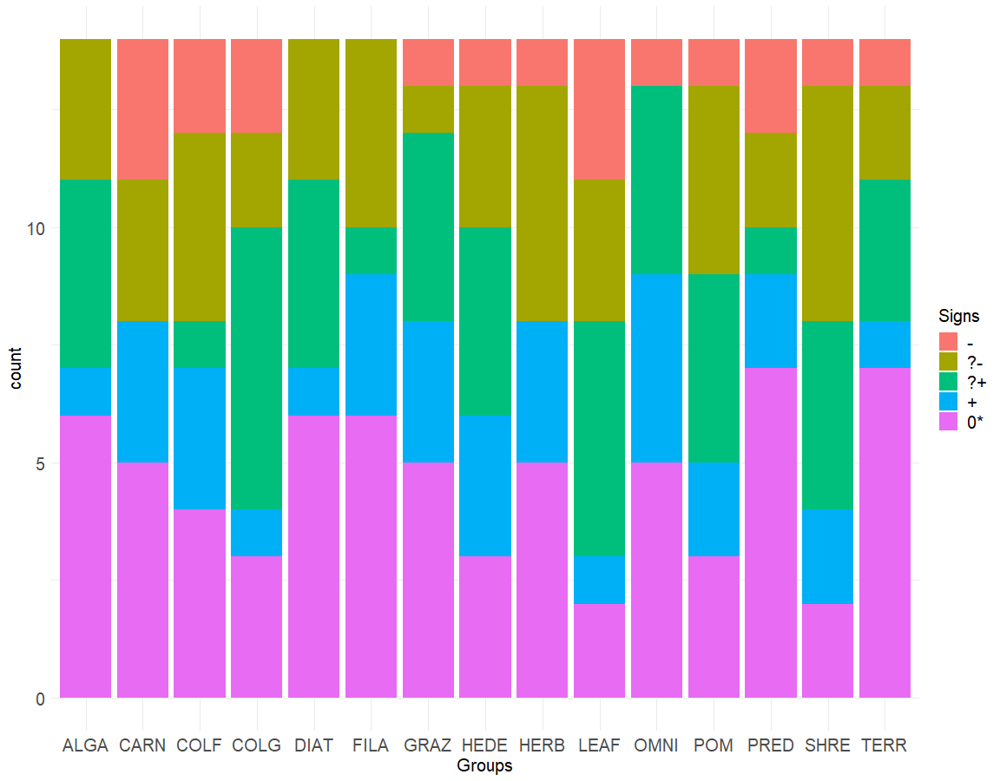 count
10
5
0
ALGA CARN COLF COLG DIAT FILA GRAZ HEDE HERB LEAF OMNI POM PRED SHRE TERR
Groups
Signs
-
?-
?+
+
0*